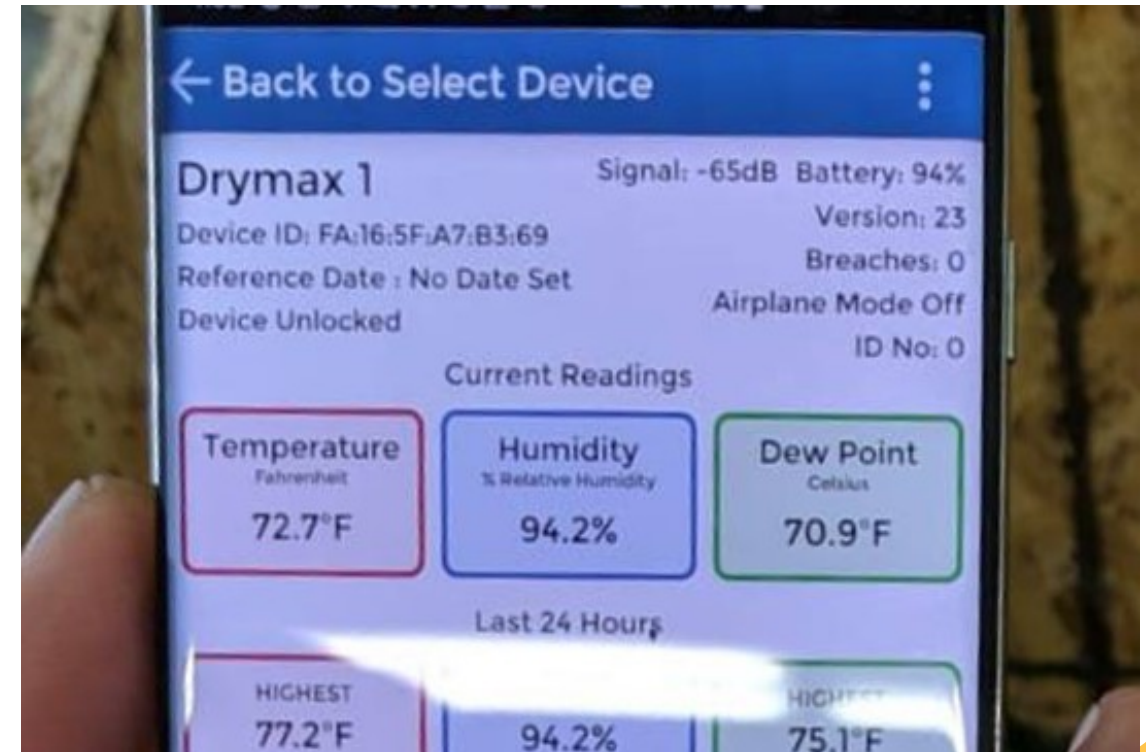 ← Back to Select Device
Drymax 1
Signal: -65dB Battery: 94%
Device ID: FA:16:5F:A7:B3:69
Version: 23
Reference Date : No Date Set
Breaches: 0
Device Unlocked
Airplane Mode Off
ID No: 0
Current Readings
Temperature
Fahrenheit
72.7°F
Humidity
% Relative Humidity
94.2%
Dew Point
Celsius
70.9°F
Last 24 Hours
HIGHEST
77.2°F
94.2%
HIGHEST
75.1°F